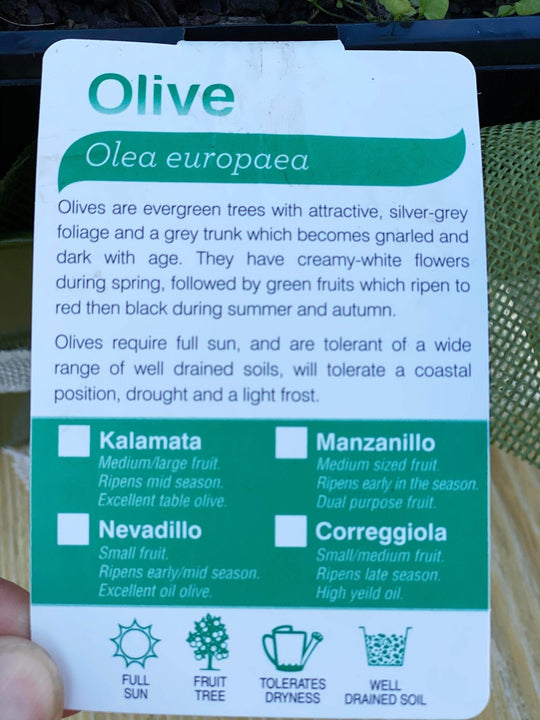 Olive
Olea europaea
Olives are evergreen trees with attractive, silver-grey
foliage and a grey trunk which becomes gnarled and
dark with age. They have creamy-white flowers
during spring, followed by green fruits which ripen to
red then black during summer and autumn.
Olives require full sun, and are tolerant of a wide
range of well drained soils, will tolerate a coastal
position, drought and a light frost.
Kalamata
Medium/large fruit.
Ripens mid season.
Excellent table olive.
Manzanillo
Medium sized fruit.
Ripens early in the season.
Dual purpose fruit.
Nevadillo
Small fruit.
Ripens early/mid season.
Excellent oil olive.
Correggiola
Small/medium fruit.
Ripens late season.
High yeild oil.
FULL
SUN
FRUIT
TREE
TOLERATES
DRYNESS
WELL
DRAINED SOIL